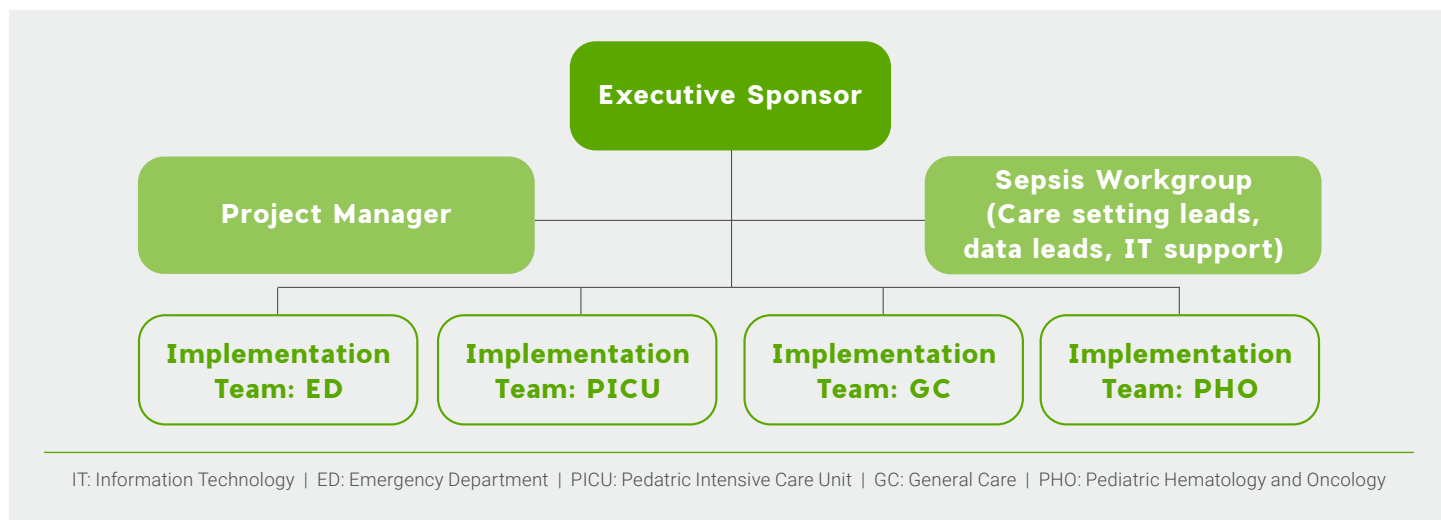 Executive Sponsor
Project Manager
Sepsis Workgroup
(Care setting leads,
data leads, IT support)
Implementation
Team: ED
Implementation
Team: PICU
Implementation
Team: GC
Implementation
Team: PHO
IT: Information Technology | ED: Emergency Department | PICU: Pedatric Intensive Care Unit | GC: General Care | PHO: Pediatric Hematology and Oncology